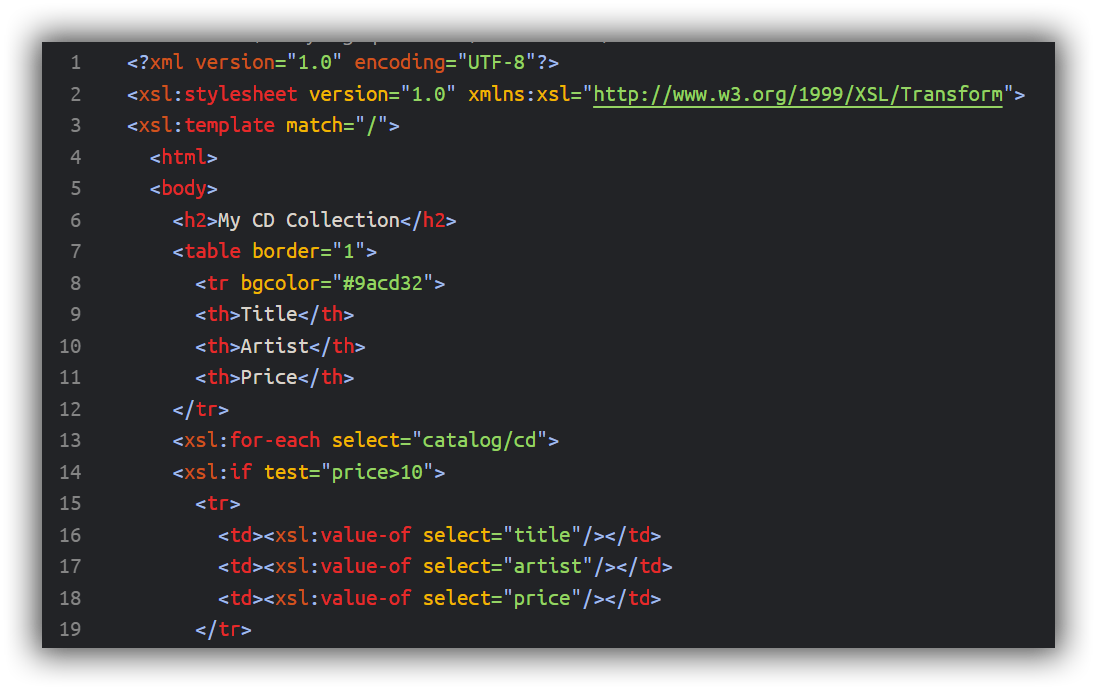 1 <?xml version="1.0" encoding="UTF-8"?>
2 <xsl:stylesheet version="1.0" xmlns:xsl="http://www.w3.org/1999/XSL/Transform">
3 <xsl:template match="/">
4   <html>
5   <body>
6     <h2>My CD Collection</h2>
7     <table border="1">
8       <tr bgcolor="#9acd32">
9       <th>Title</th>
10       <th>Artist</th>
11       <th>Price</th>
12     </tr>
13     <xsl:for-each select="catalog/cd">
14     <xsl:if test="price>10">
15       <tr>
16         <td><xsl:value-of select="title"/></td>
17         <td><xsl:value-of select="artist"/></td>
18         <td><xsl:value-of select="price"/></td>
19       </tr>